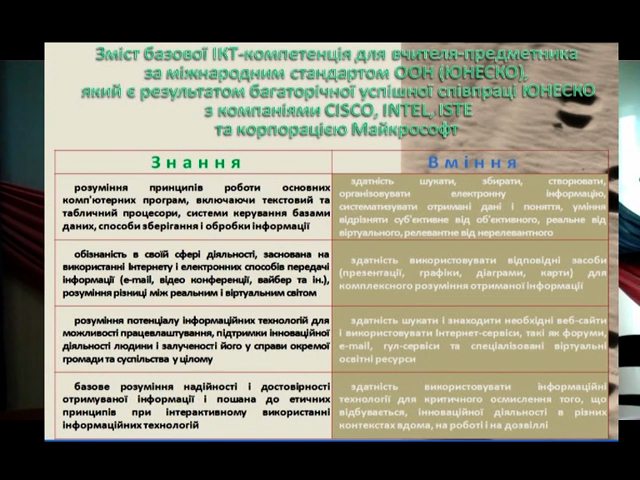 Зміст базової ІКТ-компетенція для вчителя-предметника
за міжнародним стандартом ООН (ЮНЕСКО),
який є результатом багаторічної успішної співпраці ЮНЕСКО
з компаніями CISCO, INTEL, ISTE
та корпорацією Майкрософт
Знання
Вміння
розуміння принципів роботи основних
комп'ютерних програм, включаючи текстовий та
табличний процесори, системи керування базами
даних, способи зберігання і обробки інформації
здатність шукати, збирати, створювати,
організовувати електронну інформацію,
систематизувати отримані дані і поняття, уміння
відрізняти суб'єктивне від об'єктивного, реальне від
віртуального, релевантне від нерелевантного
обізнаність в своїй сфері діяльності, заснована на
використанні Інтернету і електронних способів передачі
інформації (e-mail, відео конференції, вайбер та ін.),
розуміння різниці між реальним і віртуальним світом
здатність використовувати відповідні засоби
(презентації, графіки, діаграми, карти) для
комплексного розуміння отриманої інформації
розуміння потенціалу інформаційних технологій для
можливості працевлаштування, підтримки інноваційної
діяльності людини і залученості його у справи окремої
громади та суспільства у цілому
здатність шукати і знаходити необхідні веб-сайти
і використовувати Інтернет-сервіси, такі як форуми,
e-mail, гугл-сервіси та спеціалізовані віртуальні
освітні ресурси
базове розуміння надійності і достовірності
отримуваної інформації і пошана до етичних
принципів при інтерактивному використанні
інформаційних технологій
здатність використовувати інформаційні
технології для критичного осмислення того, що
відбувається, інноваційної діяльності в різних
контекстах вдома, на роботі і на дозвіллі